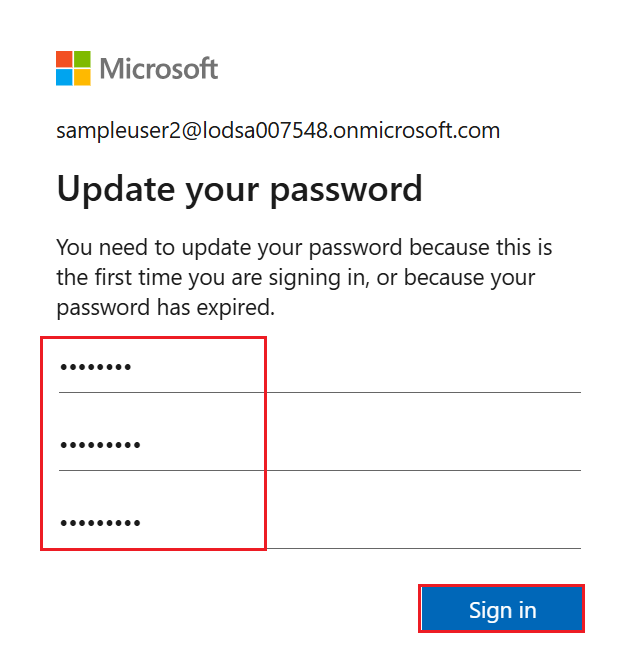 Microsoft
sampleuser2@lodsa007548.onmicrosoft.com
Update your password
You need to update your password because this is
the first time you are signing in, or because your
password has expired.
••••••••
•••••••••
•••••••••
Sign in